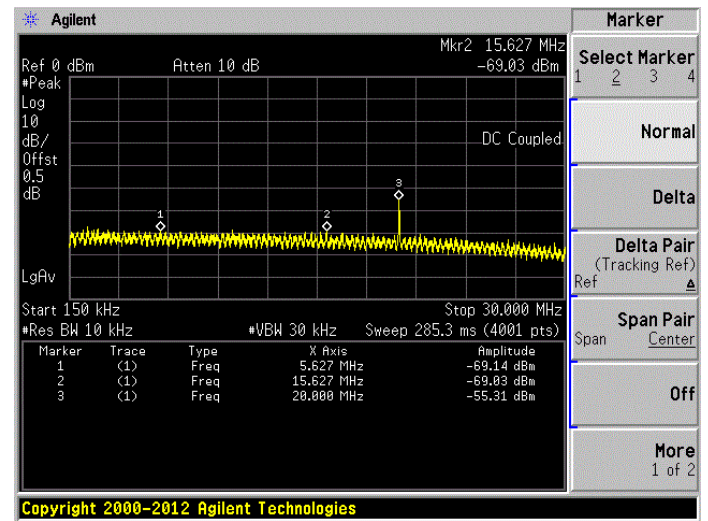 Agilent
Marker
Mkr2 15.627 MHz
Ref 0 dBm Atten 10 dB -69.03 dBm
#Peak
Log
10
dB/
Offst
0.5
dB
DC Coupled
3
1
2
LgAv
Start 150 kHz Stop 30.000 MHz
#Res BW 10 kHz #VBW 30 kHz Sweep 285.3 ms (4001 pts)
Marker Trace Type X Axis Amplitude
1 (1) Freq 5.627 MHz -69.14 dBm
2 (1) Freq 15.627 MHz -69.03 dBm
3 (1) Freq 20.000 MHz -55.31 dBm
Select Marker
1 2 3 4
Normal
Delta
Delta Pair
(Tracking Ref)
Ref Δ
Span Pair
Span Center
Off
More
1 of 2
Copyright 2000-2012 Agilent Technologies